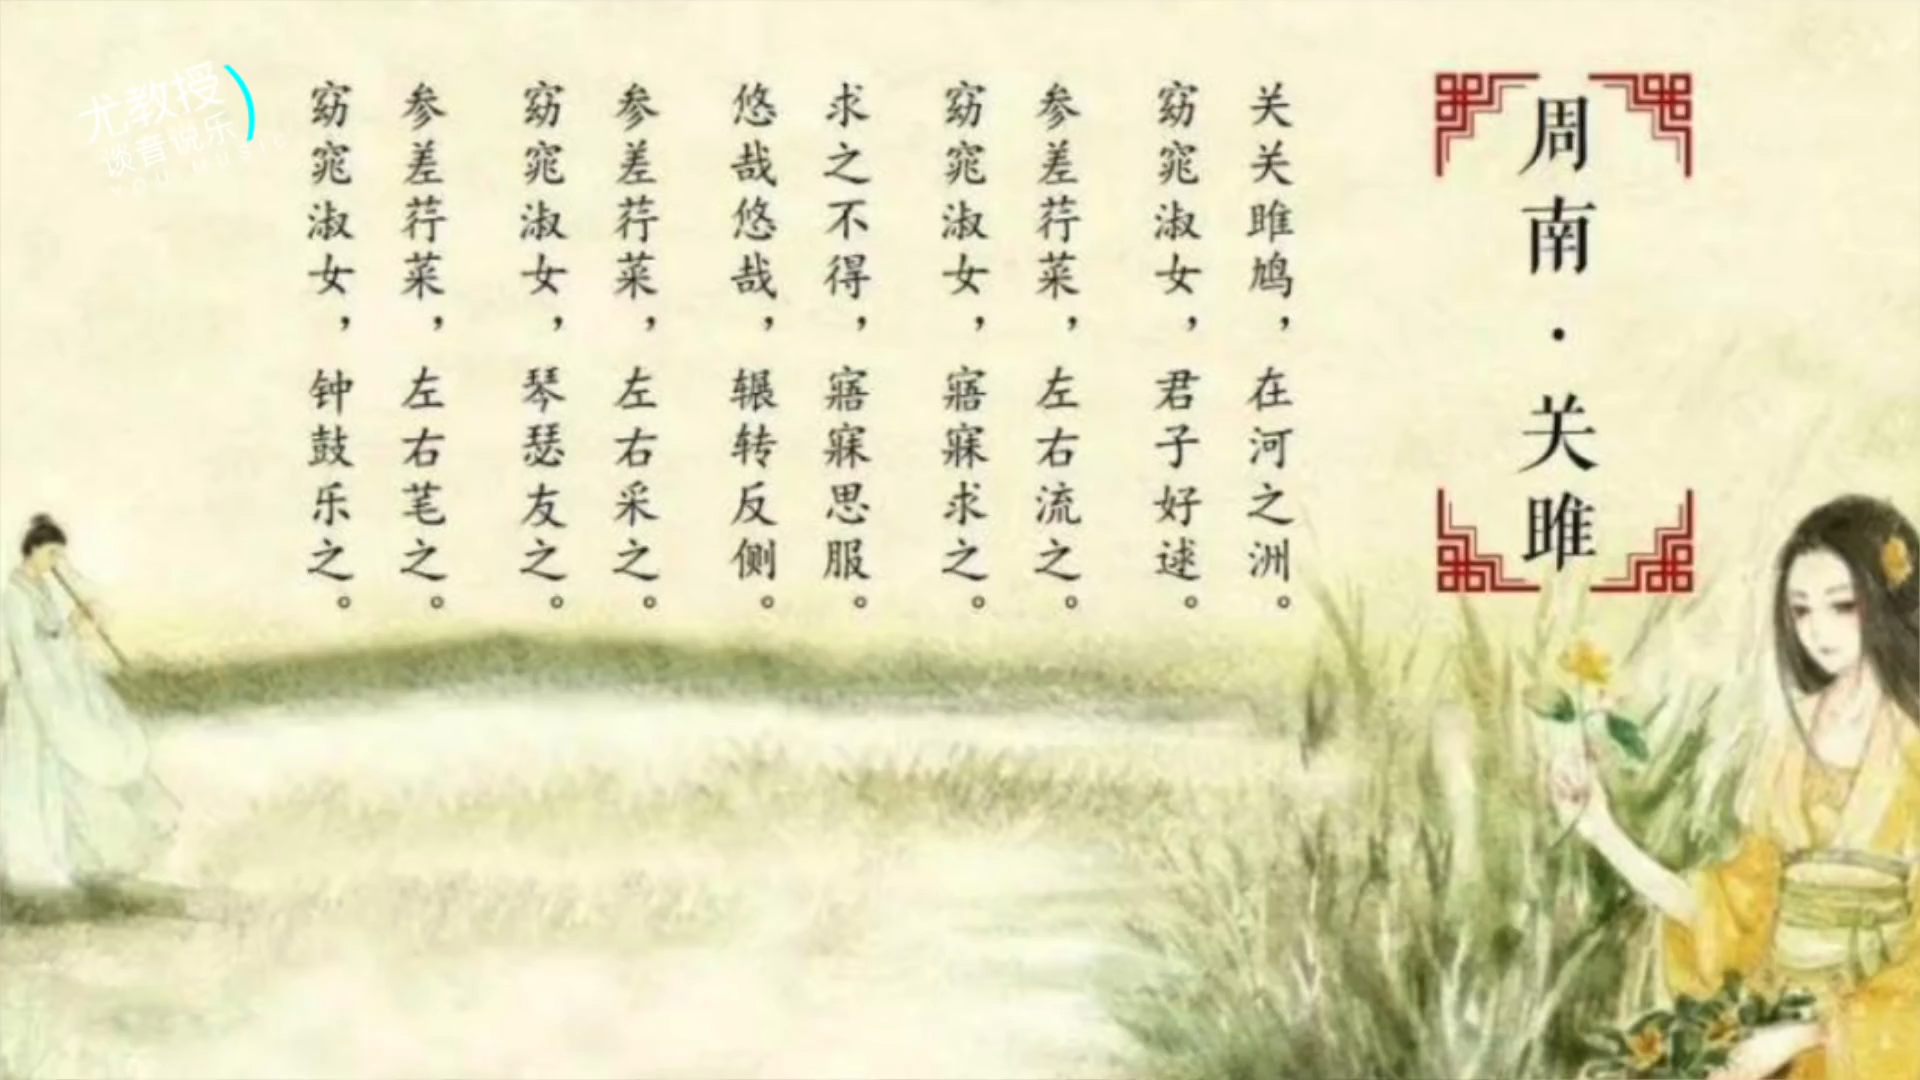 周南·关雎
关关雎鸠，在河之洲。
窈窕淑女，君子好逑。
参差荇菜，左右流之。
窈窕淑女，寤寐求之。
求之不得，寤寐思服。
悠哉悠哉，辗转反侧
参差荇菜，左右采之。
窈窕淑女，琴瑟友之。
参差荇菜，左右笔之。
窈窕淑女，钟鼓乐之。
尤教授
谈音说乐
YOU MUSIC